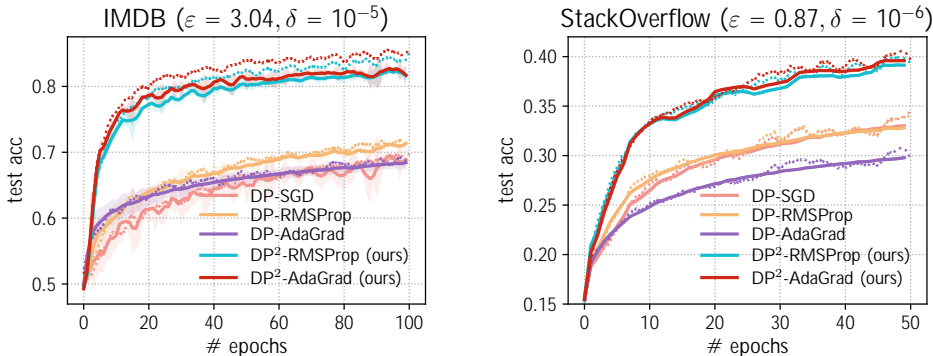 IMDB (ε = 3.04, δ = 10⁻⁵)
test acc
0.8
0.7
0.6
0.5
DP-SGD
DP-RMSProp
DP-AdaGrad
DP²-RMSProp (ours)
DP²-AdaGrad (ours)
0 20 40 60 80 100
# epochs
StackOverflow (ε = 0.87, δ = 10⁻⁶)
test acc
0.40
0.35
0.30
0.25
0.20
0.15
DP-SGD
DP-RMSProp
DP-AdaGrad
DP²-RMSProp (ours)
DP²-AdaGrad (ours)
0 10 20 30 40 50
# epochs